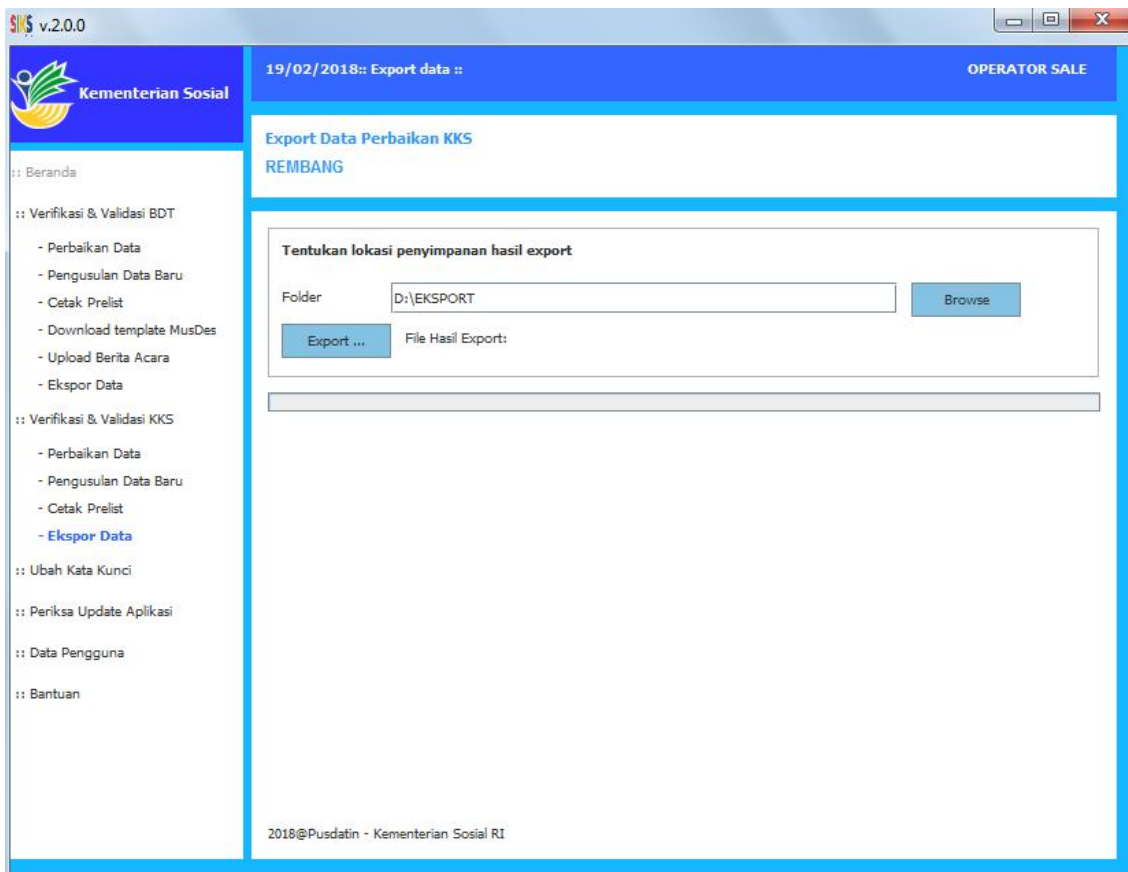 SIKS v.2.0.0
Kementerian Sosial
19/02/2018:: Export data ::
OPERATOR SALE
Export Data Perbaikan KKS
REMBANG
:: Beranda
:: Verifikasi & Validasi BDT
- Perbaikan Data
- Pengusulan Data Baru
- Cetak Prelist
- Download template MusDes
- Upload Berita Acara
- Ekspor Data
:: Verifikasi & Validasi KKS
- Perbaikan Data
- Pengusulan Data Baru
- Cetak Prelist
- Ekspor Data
:: Ubah Kata Kunci
:: Periksa Update Aplikasi
:: Data Pengguna
:: Bantuan
Tentukan lokasi penyimpanan hasil export
Folder D:\EKSPORT Browse
Export ... File Hasil Export:
2018@Pusdatin - Kementerian Sosial RI